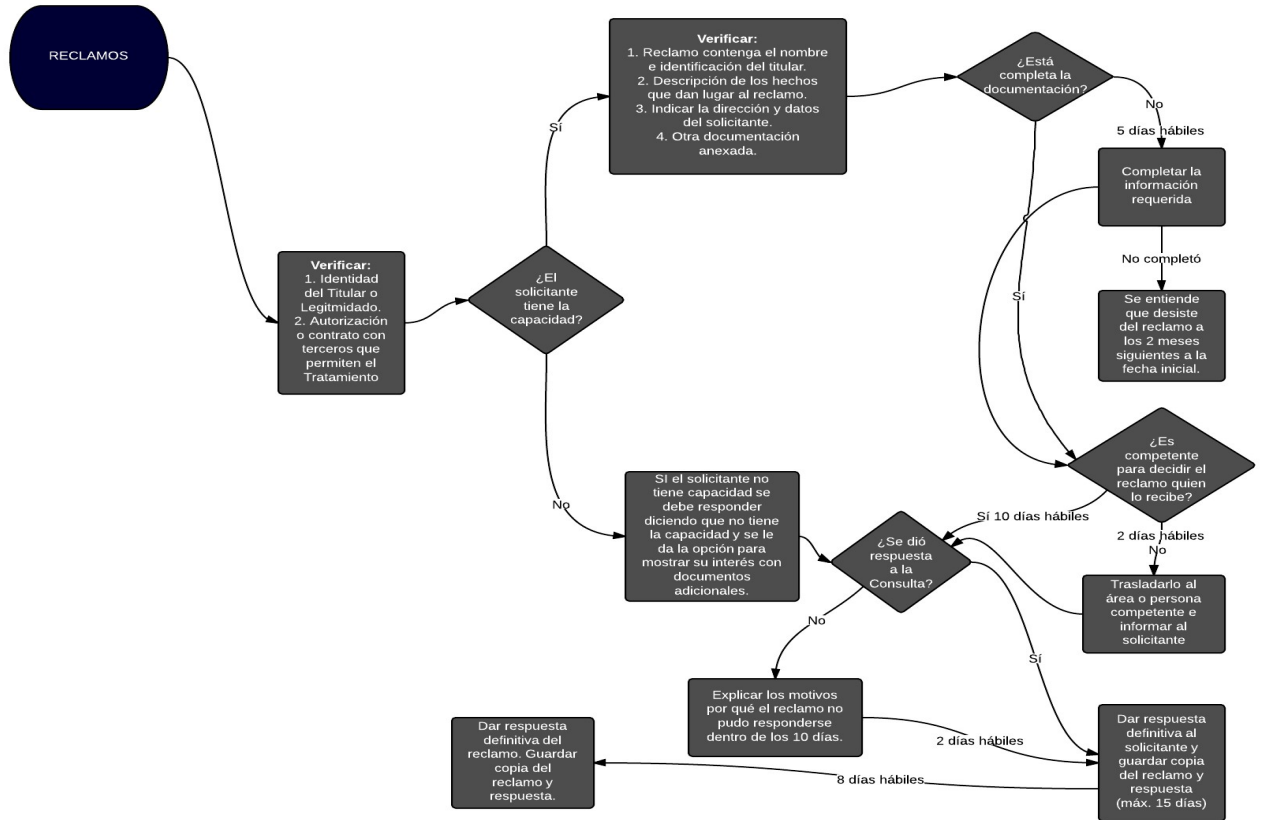 RECLAMOS
Verificar:
1. Identidad
del Titular o
Legitmidado.
2. Autorización
o contrato con
terceros que
permiten el
Tratamiento
¿El
solicitante
tiene la
capacidad?
Sí
Verificar:
1. Reclamo contenga el nombre
e identificación del titular.
2. Descripción de los hechos
que dan lugar al reclamo.
3. Indicar la dirección y datos
del solicitante.
4. Otra documentación
anexada.
¿Está
completa la
documentación?
No
5 días hábiles
Completar la
información
requerida
No completó
Se entiende
que desiste
del reclamo a
los 2 meses
siguientes a la
fecha inicial.
Sí
¿Es
competente
para decidir el
reclamo quien
lo recibe?
Sí 10 días hábiles
2 días hábiles
No
Trasladarlo al
área o persona
competente e
informar al
solicitante
No
SI el solicitante no
tiene capacidad se
debe responder
diciendo que no tiene
la capacidad y se le
da la opción para
mostrar su interés con
documentos
adicionales.
¿Se dió
respuesta
a la
Consulta?
No
Sí
Explicar los motivos
por qué el reclamo no
pudo responderse
dentro de los 10 días.
2 días hábiles
Dar respuesta
definitiva al
solicitante y
guardar copia
del reclamo y
respuesta
(máx. 15 días)
8 días hábiles
Dar respuesta
definitiva del
reclamo. Guardar
copia del
reclamo y
respuesta.